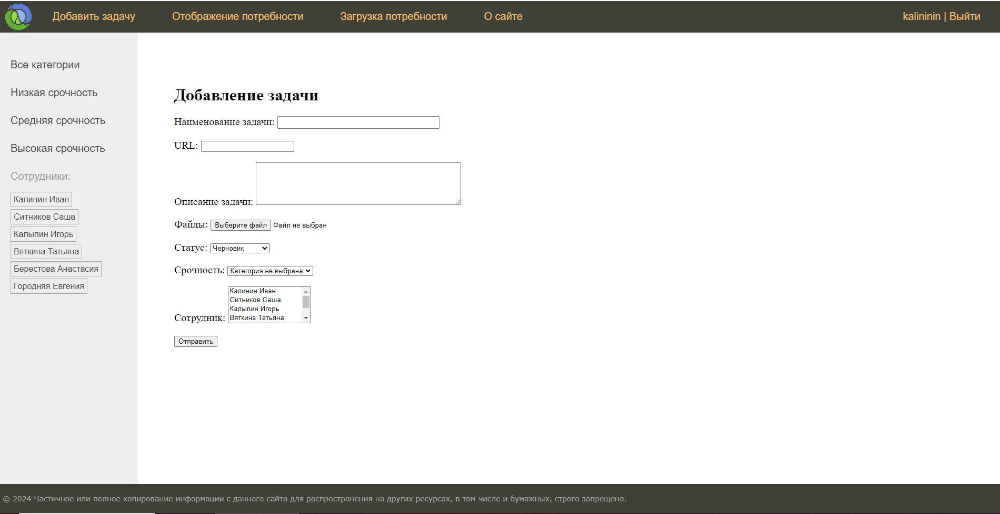 Добавить задачу Отображение потребности Загрузка потребности О сайте kalininin | Выйти
Все категории
Низкая срочность
Средняя срочность
Высокая срочность
Сотрудники:
Калинин Иван
Ситников Саша
Калыпин Игорь
Вяткина Татьяна
Берестова Анастасия
Городняя Евгения
Добавление задачи
Наименование задачи:
URL:
Описание задачи:
Файлы: Выберите файл Файл не выбран
Статус: Черновик
Срочность: Категория не выбрана
Калинин Иван
Ситников Саша
Калыпин Игорь
Сотрудник: Вяткина Татьяна
Отправить
© 2024 Частичное или полное копирование информации с данного сайта для распространения на других ресурсах, в том числе и бумажных, строго запрещено.